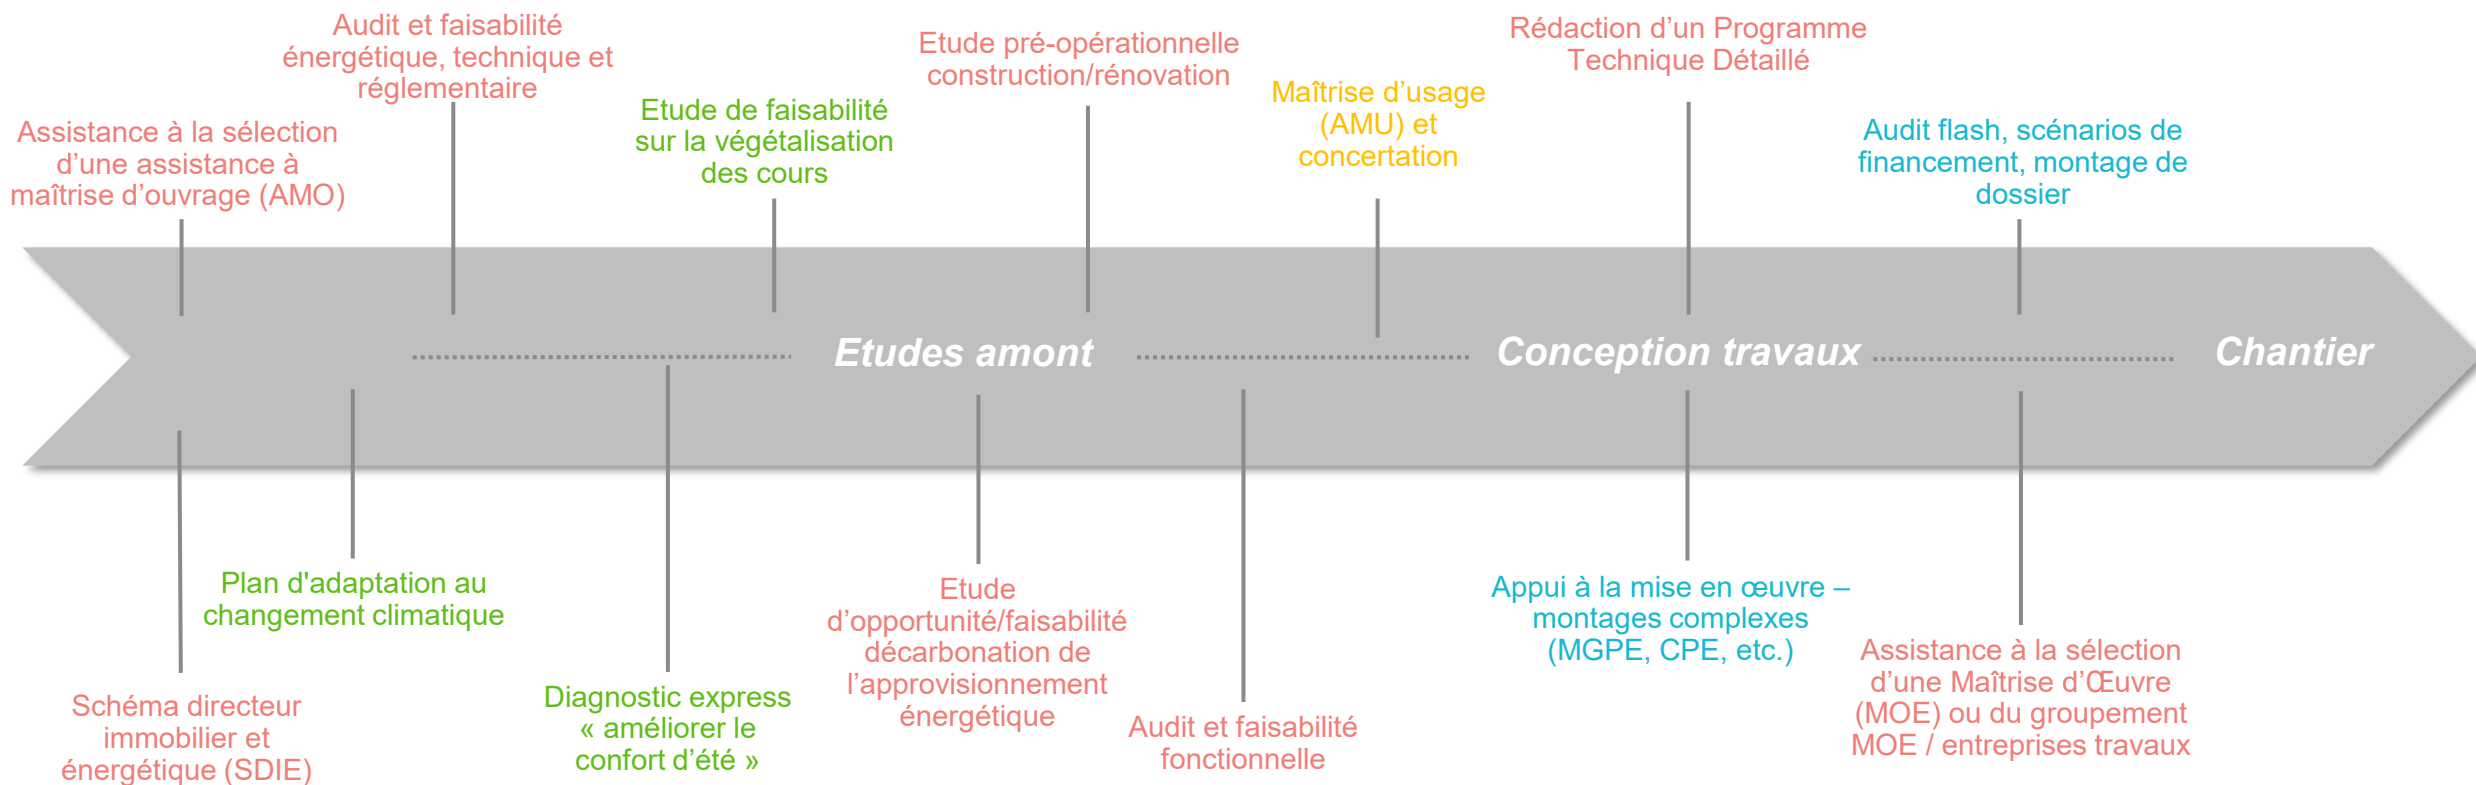 Assistance à la sélection
d’une assistance à
maîtrise d’ouvrage (AMO)
Audit et faisabilité
énergétique, technique et
réglementaire
Etude de faisabilité
sur la végétalisation
des cours
Etude pré-opérationnelle
construction/rénovation
Maîtrise d’usage
(AMU) et
concertation
Rédaction d’un Programme
Technique Détaillé
Audit flash, scénarios de
financement, montage de
dossier
Etudes amont
Conception travaux
Chantier
Schéma directeur
immobilier et
énergétique (SDIE)
Plan d'adaptation au
changement climatique
Diagnostic express
« améliorer le
confort d’été »
Etude
d’opportunité/faisabilité
décarbonation de
l’approvisionnement
énergétique
Audit et faisabilité
fonctionnelle
Appui à la mise en œuvre –
montages complexes
(MGPE, CPE, etc.)
Assistance à la sélection
d’une Maîtrise d’Œuvre
(MOE) ou du groupement
MOE / entreprises travaux